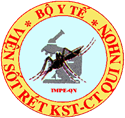 BỘ Y TẾ
VIỆN SỐT RÉT KST-CT QUI NHƠN
IMPE-QN